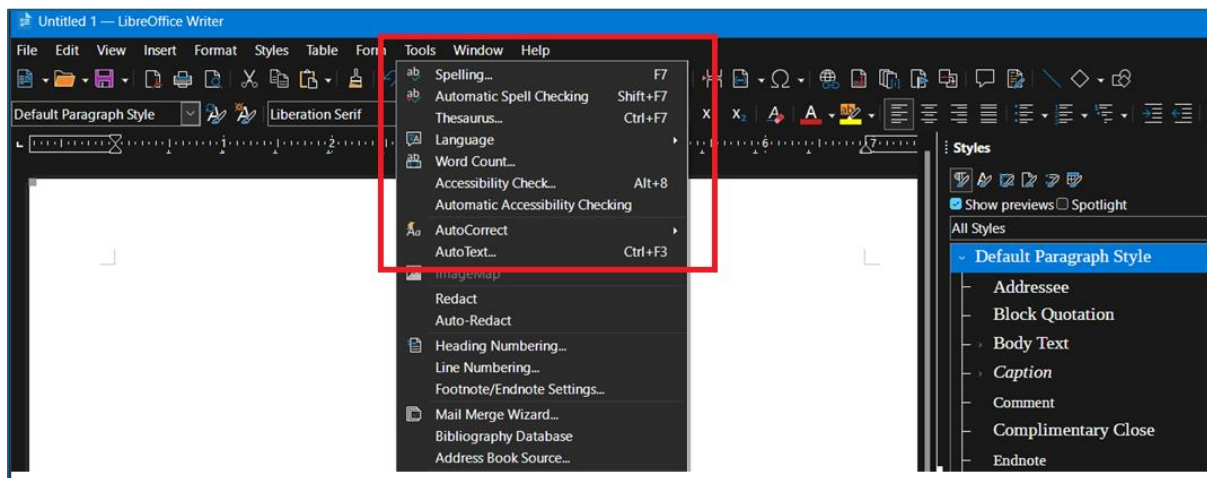 Untitled 1 — LibreOffice Writer
File Edit View Insert Format Styles Table Form Tools Window Help
Default Paragraph Style Liberation Serif
Spelling... F7
Automatic Spell Checking Shift+F7
Thesaurus... Ctrl+F7
Language
Word Count...
Accessibility Check... Alt+8
Automatic Accessibility Checking
AutoCorrect
AutoText... Ctrl+F3
ImageMap
Redact
Auto-Redact
Heading Numbering...
Line Numbering...
Footnote/Endnote Settings...
Mail Merge Wizard...
Bibliography Database
Address Book Source...
1 2 6 7
Styles
Show previews Spotlight
All Styles
Default Paragraph Style
Addressee
Block Quotation
Body Text
Caption
Comment
Complimentary Close
Endnote